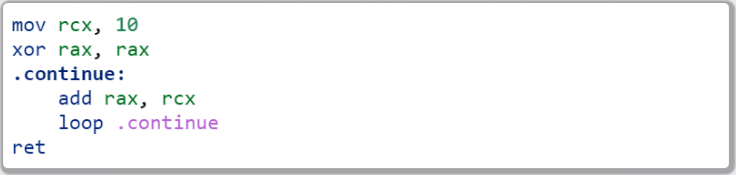 mov rcx, 10
xor rax, rax
.continue:
    add rax, rcx
    loop .continue
ret